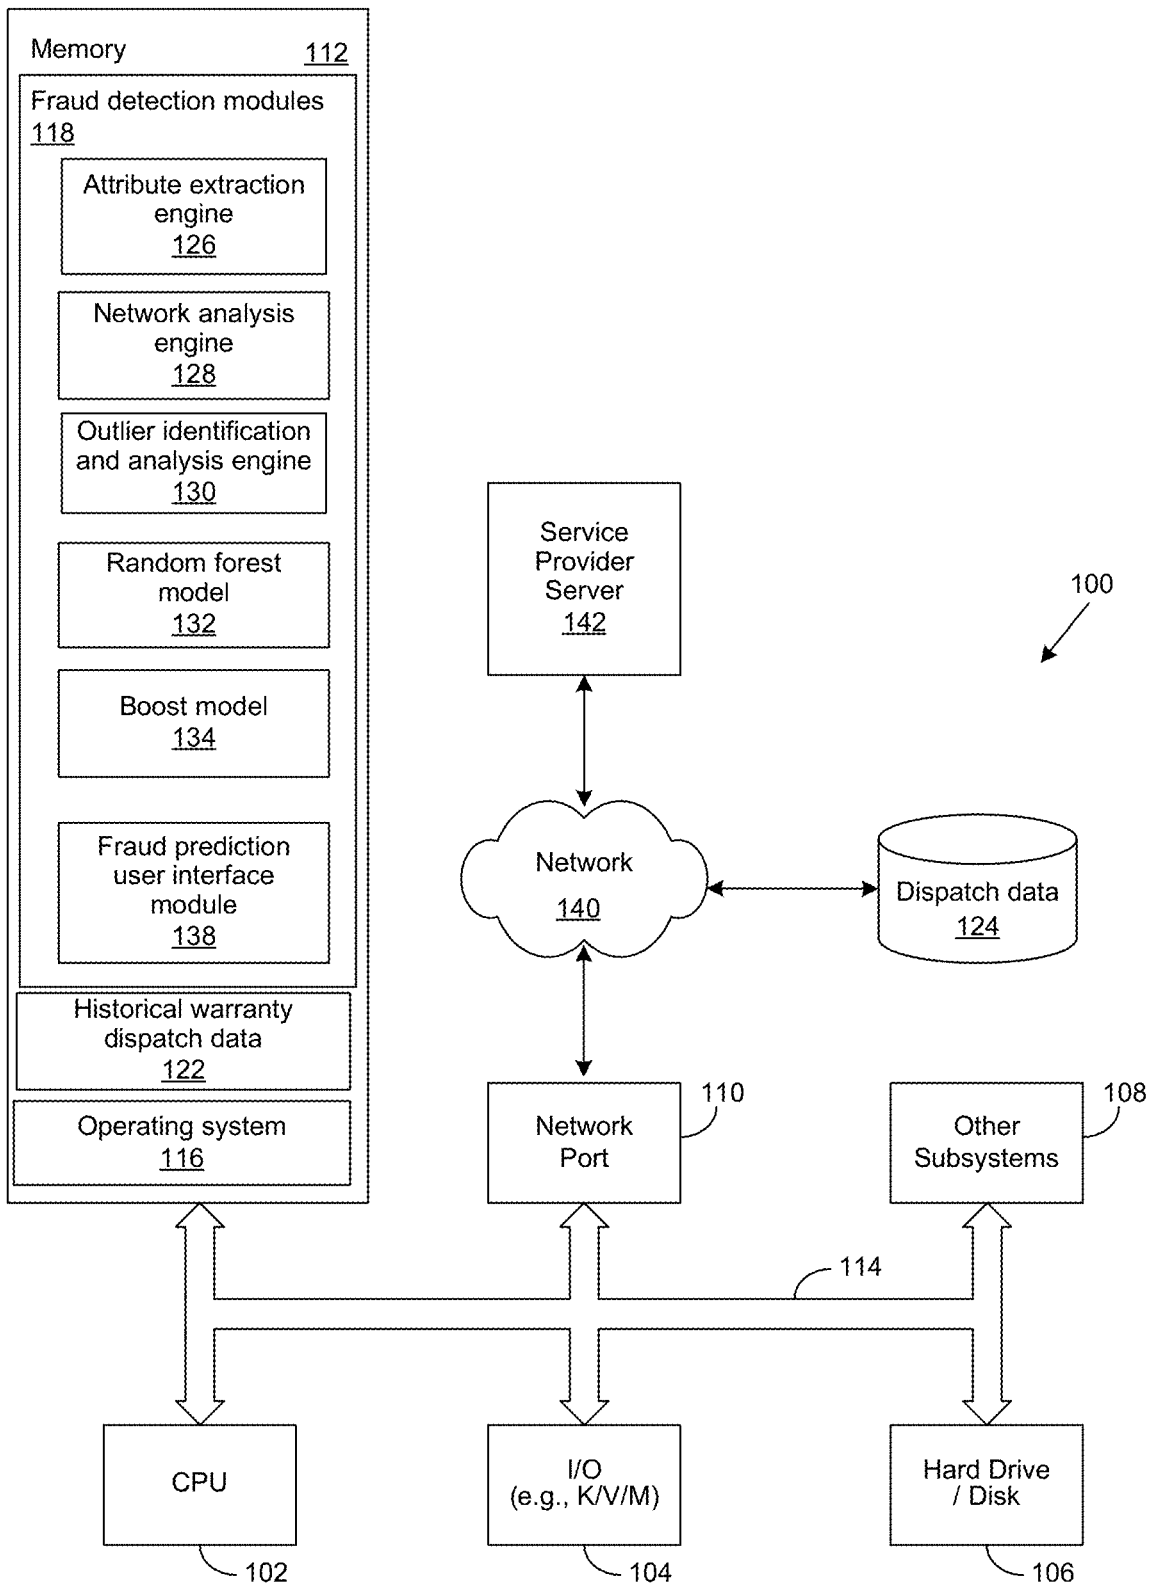 Memory
112
Fraud detection modules
118
Attribute extraction
engine
126
Network analysis
engine
128
Outlier identification
and analysis engine
130
Random forest
model
132
Boost model
134
Fraud prediction
user interface
module
138
Historical warranty
dispatch data
122
Operating system
116
Service
Provider
Server
142
100
Network
140
Dispatch data
124
Network
Port
110
Other
Subsystems
108
114
CPU
102
I/O
(e.g., K/V/M)
104
Hard Drive
/ Disk
106